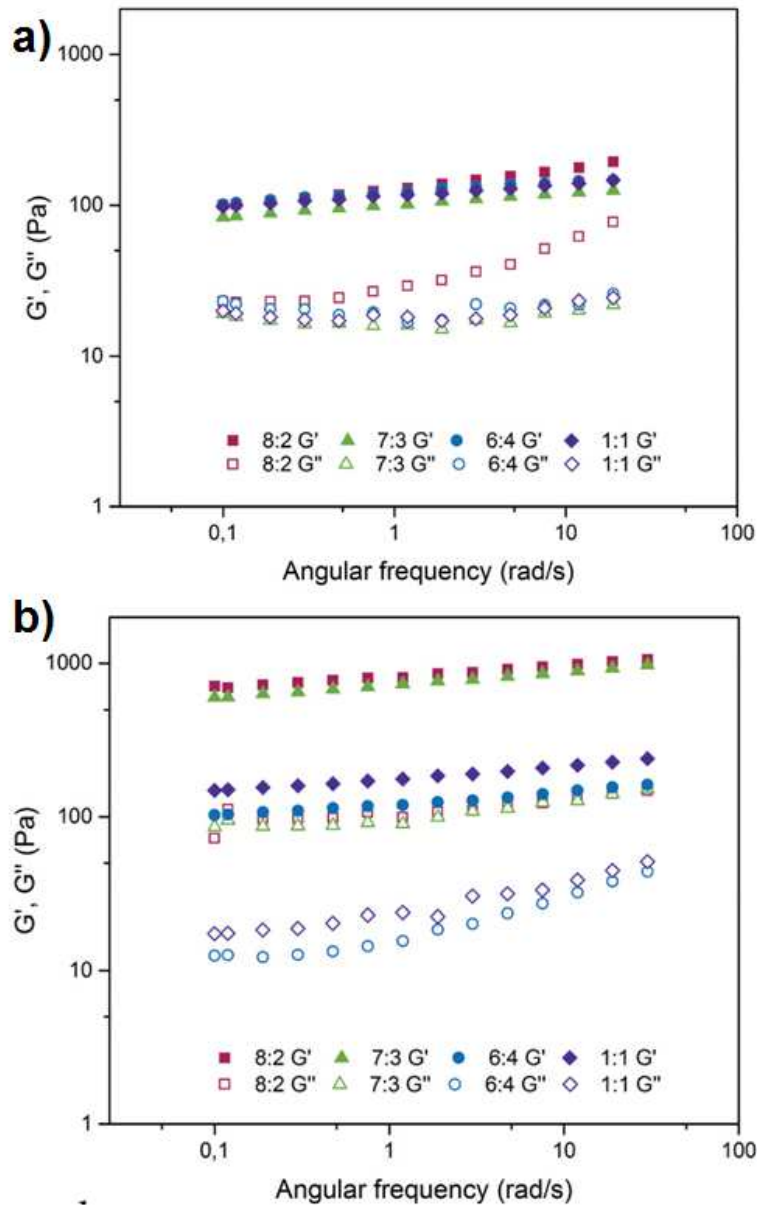 a)
1000
100
10
1
G', G'' (Pa)
8:2 G' 7:3 G' 6:4 G' 1:1 G'
8:2 G'' 7:3 G'' 6:4 G'' 1:1 G''
0,1 1 10 100
Angular frequency (rad/s)
b)
1000
100
10
1
G', G'' (Pa)
8:2 G' 7:3 G' 6:4 G' 1:1 G'
8:2 G'' 7:3 G'' 6:4 G'' 1:1 G''
0,1 1 10 100
Angular frequency (rad/s)